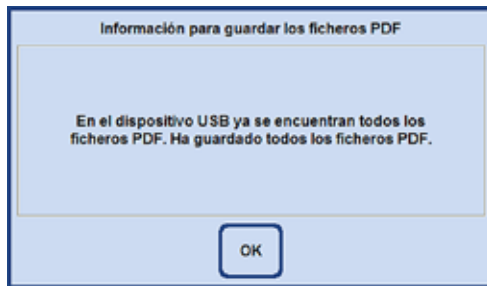 Información para guardar los ficheros PDF
En el dispositivo USB ya se encuentran todos los
ficheros PDF. Ha guardado todos los ficheros PDF.
OK